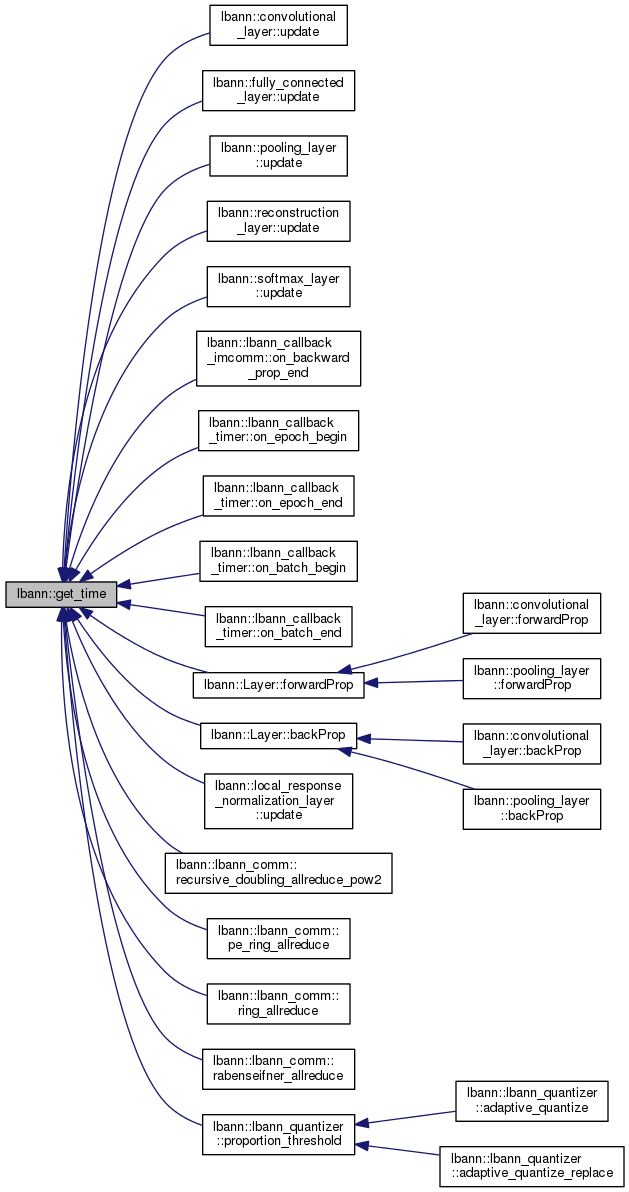 lbann::convolutional
_layer::update
lbann::fully_connected
_layer::update
lbann::pooling_layer
::update
lbann::reconstruction
_layer::update
lbann::softmax_layer
::update
lbann::lbann_callback
_imcomm::on_backward
_prop_end
lbann::lbann_callback
_timer::on_epoch_begin
lbann::lbann_callback
_timer::on_epoch_end
lbann::lbann_callback
_timer::on_batch_begin
lbann::get_time
lbann::lbann_callback
_timer::on_batch_end
lbann::convolutional
_layer::forwardProp
lbann::Layer::forwardProp
lbann::pooling_layer
::forwardProp
lbann::Layer::backProp
lbann::convolutional
_layer::backProp
lbann::local_response
_normalization_layer
::update
lbann::pooling_layer
::backProp
lbann::lbann_comm::
recursive_doubling_allreduce_pow2
lbann::lbann_comm::
pe_ring_allreduce
lbann::lbann_comm::
ring_allreduce
lbann::lbann_comm::
rabenseifner_allreduce
lbann::lbann_quantizer
::proportion_threshold
lbann::lbann_quantizer
::adaptive_quantize
lbann::lbann_quantizer
::adaptive_quantize_replace